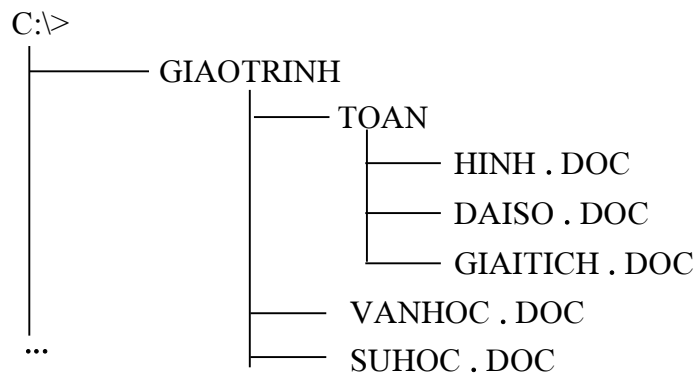 C:\>
GIAOTRINH
TOAN
HINH . DOC
DAISO . DOC
GIAITICH . DOC
VANHOC . DOC
SUHOC . DOC
...